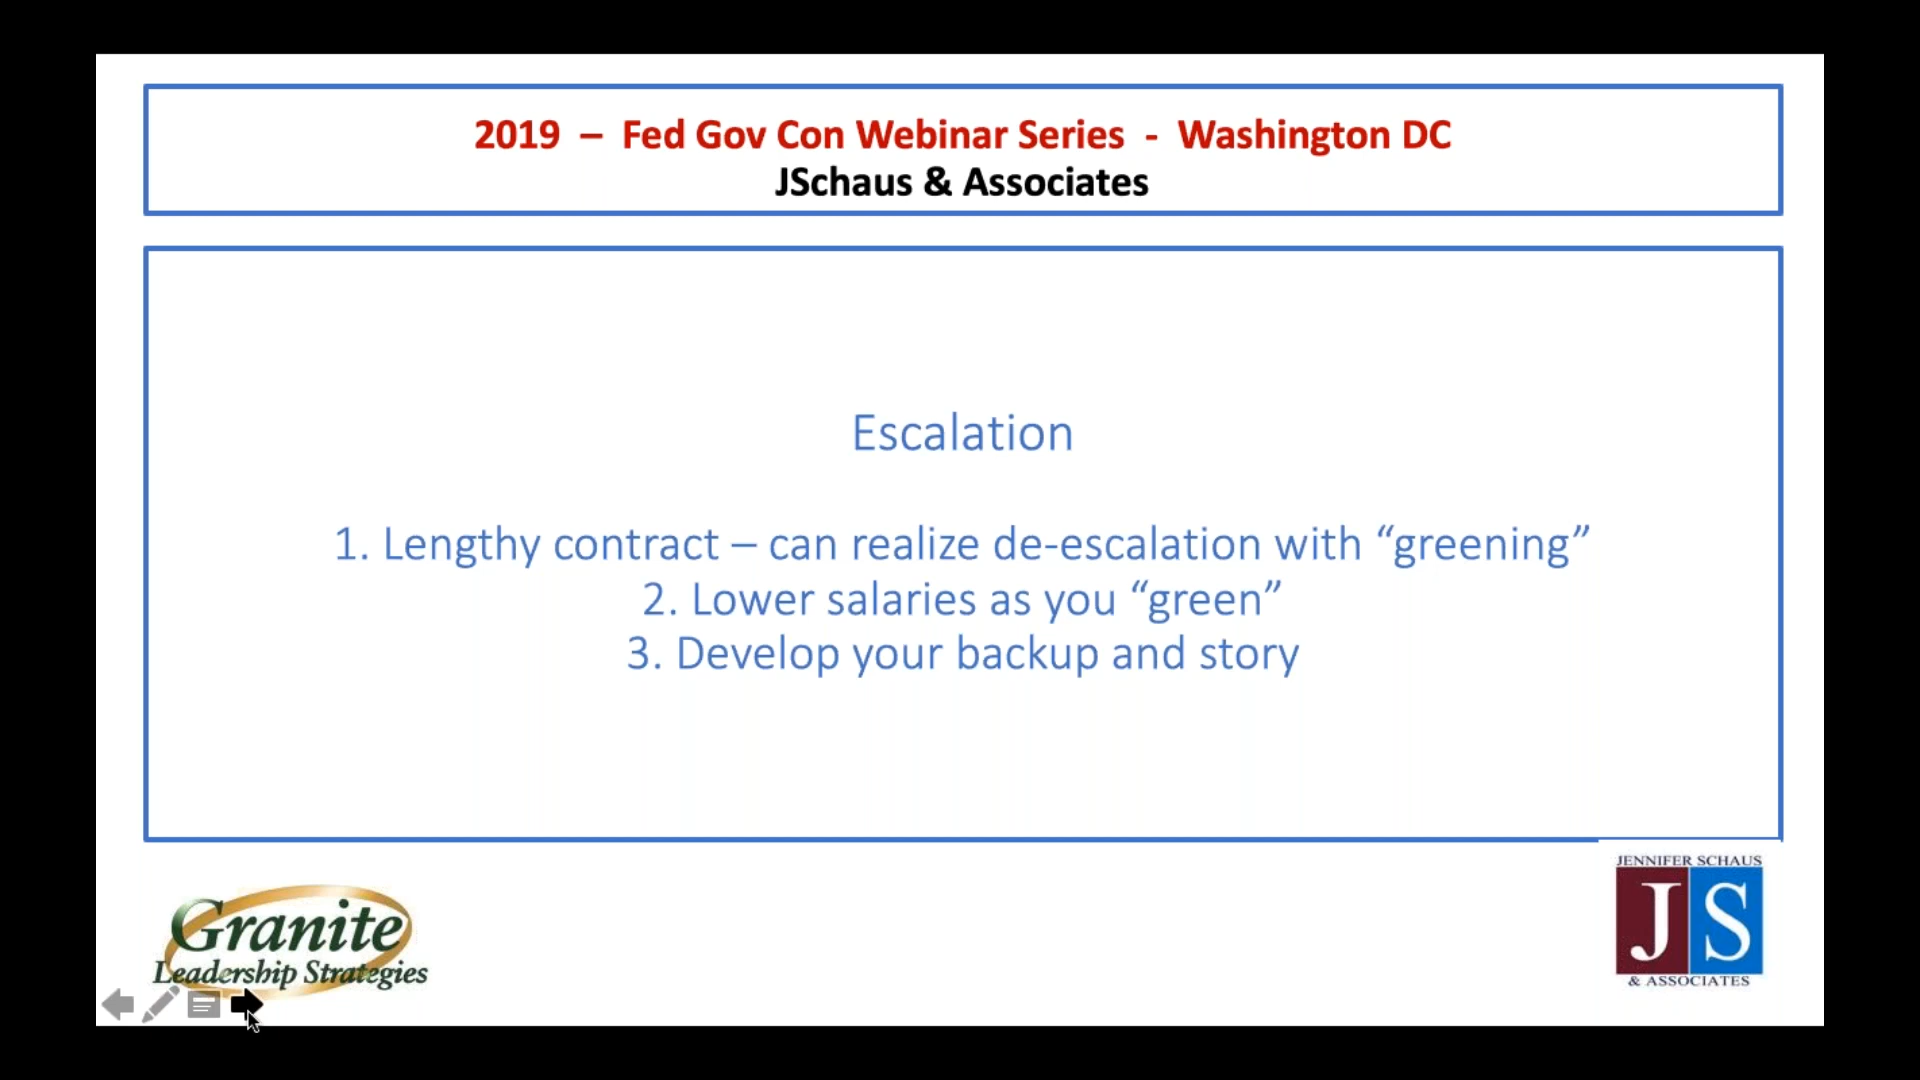 2019 – Fed Gov Con Webinar Series - Washington DC
JSchaus & Associates
Escalation
1. Lengthy contract – can realize de-escalation with “greening”
2. Lower salaries as you “green”
3. Develop your backup and story
Granite
Leadership Strategies
JENNIFER SCHAUS
JS
& ASSOCIATES